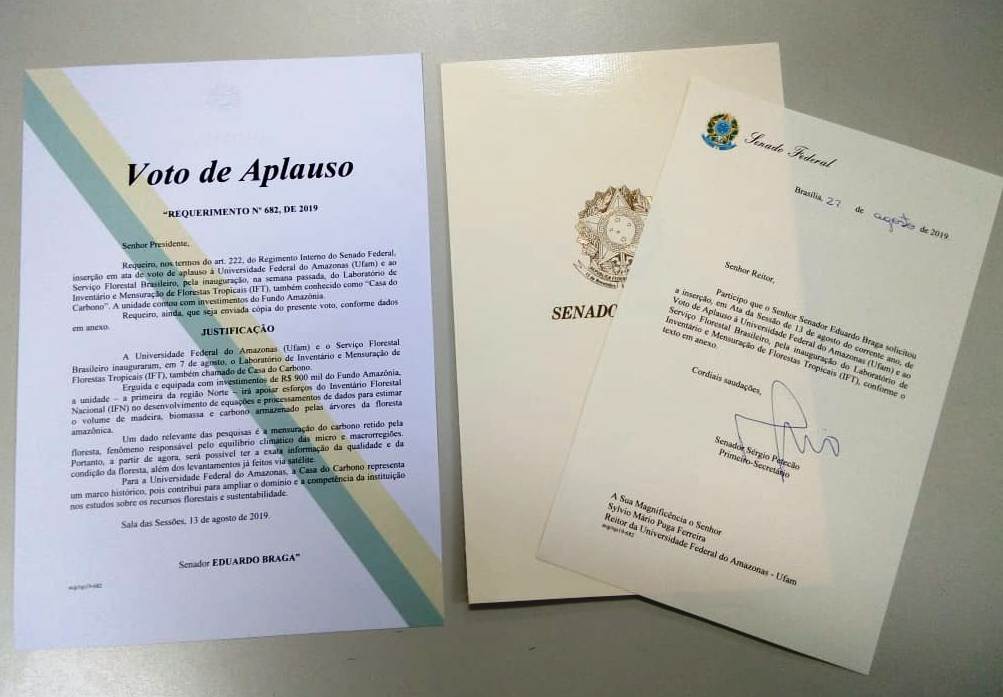 Voto de Aplauso
"REQUERIMENTO Nº 682, DE 2019
Senhor Presidente,
Requeiro, nos termos do art. 222, do Regimento Interno do Senado Federal,
inserção em ata de voto de aplauso à Universidade Federal do Amazonas (Ufam) e ao
Serviço Florestal Brasileiro, pela inauguração, na semana passada, do Laboratório de
Inventário e Mensuração de Florestas Tropicais (IFT), também conhecido como "Casa do
Carbono". A unidade contou com investimentos do Fundo Amazônia.
Requeiro, ainda, que seja enviada cópia do presente voto, conforme dados
em anexo.
JUSTIFICAÇÃO
A Universidade Federal do Amazonas (Ufam) e o Serviço Florestal
Brasileiro inauguraram, em 7 de agosto, o Laboratório de Inventário e Mensuração de
Florestas Tropicais (IFT), também chamado de Casa do Carbono.
Erguida e equipada com investimentos de R$ 900 mil do Fundo Amazônia,
a unidade – a primeira da região Norte – irá apoiar esforços do Inventário Florestal
Nacional (IFN) no desenvolvimento de equações e processamentos de dados para estimar
o volume de madeira, biomassa e carbono armazenado pelas árvores da floresta
amazônica.
Um dado relevante das pesquisas é a mensuração do carbono retido pela
floresta, fenômeno responsável pelo equilíbrio climático das micro e macrorregiões.
Portanto, a partir de agora, será possível ter a exata informação da qualidade e da
condição da floresta, além dos levantamentos já feitos via satélite.
Para a Universidade Federal do Amazonas, a Casa do Carbono representa
um marco histórico, pois contribui para ampliar o domínio e a competência da instituição
nos estudos sobre os recursos florestais e sustentabilidade.
Sala das Sessões, 13 de agosto de 2019.
Senador EDUARDO BRAGA"
SENADO
Senado Federal
Brasília, 27 de agosto de 2019.
Senhor Reitor,
Participo que o Senhor Senador Eduardo Braga solicitou
a inserção, em Ata da Sessão de 13 de agosto do corrente ano, de
Voto de Aplauso à Universidade Federal do Amazonas (Ufam) e ao
Serviço Florestal Brasileiro, pela inauguração do Laboratório de
Inventário e Mensuração de Florestas Tropicais (IFT), conforme o
texto em anexo.
Cordiais saudações,
Senador Sérgio Petecão
Primeiro-Secretário
A Sua Magnificência o Senhor
Sylvio Mário Puga Ferreira
Reitor da Universidade Federal do Amazonas - Ufam